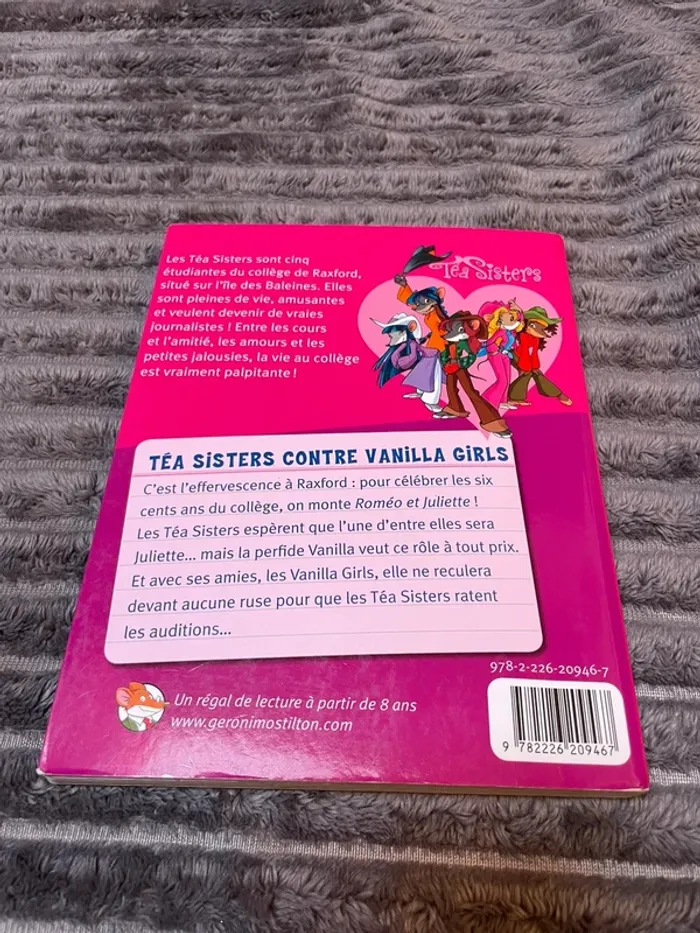 Les Téa Sisters sont cinq
étudiantes du collège de Raxford,
situé sur l'île des Baleines. Elles
sont pleines de vie, amusantes
et veulent devenir de vraies
journalistes ! Entre les cours
et l'amitié, les amours et les
petites jalousies, la vie au collège
est vraiment palpitante !
Téa Sisters
TÉA SISTERS CONTRE VANILLA GIRLS
C'est l'effervescence à Raxford : pour célébrer les six
cents ans du collège, on monte Roméo et Juliette !
Les Téa Sisters espèrent que l'une d'entre elles sera
Juliette... mais la perfide Vanilla veut ce rôle à tout prix.
Et avec ses amies, les Vanilla Girls, elle ne reculera
devant aucune ruse pour que les Téa Sisters ratent
les auditions...
978-2-226-20946-7
Un régal de lecture à partir de 8 ans
www.geronimostilton.com
9 782226 209467